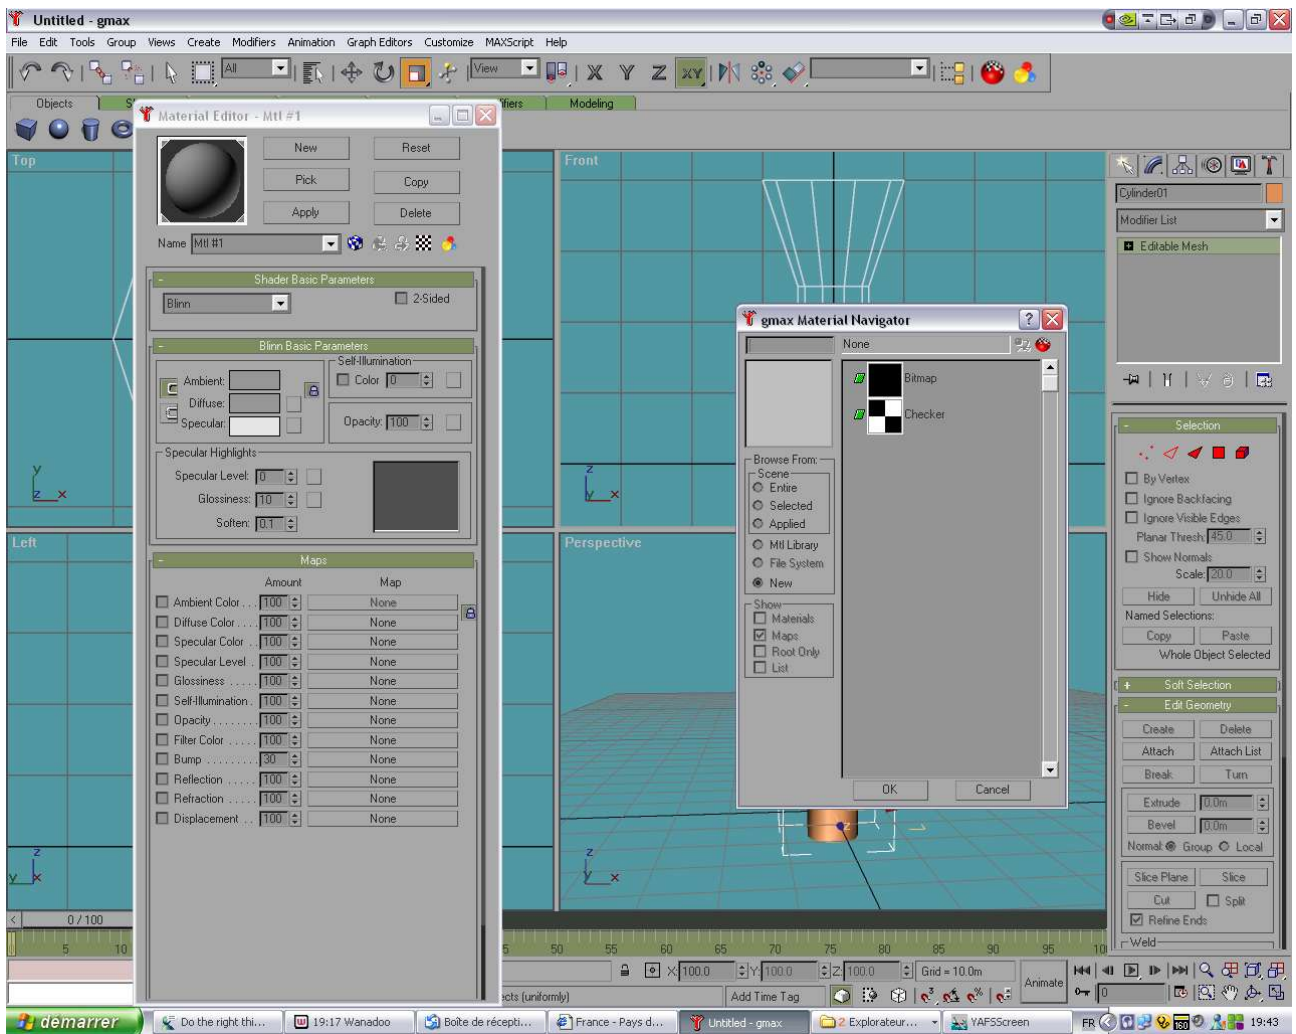 Untitled - gmax
File Edit Tools Group Views Create Modifiers Animation Graph Editors Customize MAXScript Help
All
View
X Y Z XY
Objects
Modeling
Material Editor - Mtl #1
New Reset
Pick Copy
Apply Delete
Name Mtl #1
Shader Basic Parameters
Blinn
2-Sided
Blinn Basic Parameters
Self-Illumination
Ambient:
Color 0
Diffuse:
Specular:
Opacity: 100
Specular Highlights
Specular Level: 0
Glossiness: 10
Soften: 0.1
Maps
Amount Map
Ambient Color . . . 100 None
Diffuse Color . . . . 100 None
Specular Color . . 100 None
Specular Level . 100 None
Glossiness . . . . . 100 None
Self-Illumination . 100 None
Opacity . . . . . . . . 100 None
Filter Color . . . . . 100 None
Bump . . . . . . . . . 30 None
Reflection . . . . . 100 None
Refraction . . . . . 100 None
Displacement . . 100 None
Top
y
z x
Left
z
y x
Front
z
y x
Perspective
z
y x
z
gmax Material Navigator
None
Bitmap
Checker
Browse From:
Scene
Entire
Selected
Applied
Mtl Library
File System
New
Show
Materials
Maps
Root Only
List
OK Cancel
Cylinder01
Modifier List
Editable Mesh
Selection
By Vertex
Ignore Backfacing
Ignore Visible Edges
Planar Thresh: 45.0
Show Normals
Scale: 20.0
Hide Unhide All
Named Selections:
Copy Paste
Whole Object Selected
Soft Selection
Edit Geometry
Create Delete
Attach Attach List
Break Turn
Extrude 0.0m
Bevel 0.0m
Normal: Group Local
Slice Plane Slice
Cut Split
Refine Ends
Weld
0 / 100
5 10 50 55 60 65 70 75 80 85 90 95
X: 100.0 Y: 100.0 Z: 100.0 Grid = 10.0m
Animate
Add Time Tag
0
démarrer
Do the right thi...
19:17 Wanadoo
Boîte de récepti...
France - Pays d...
Untitled - gmax
2 Explorateur...
YAFSScreen
FR
19:43